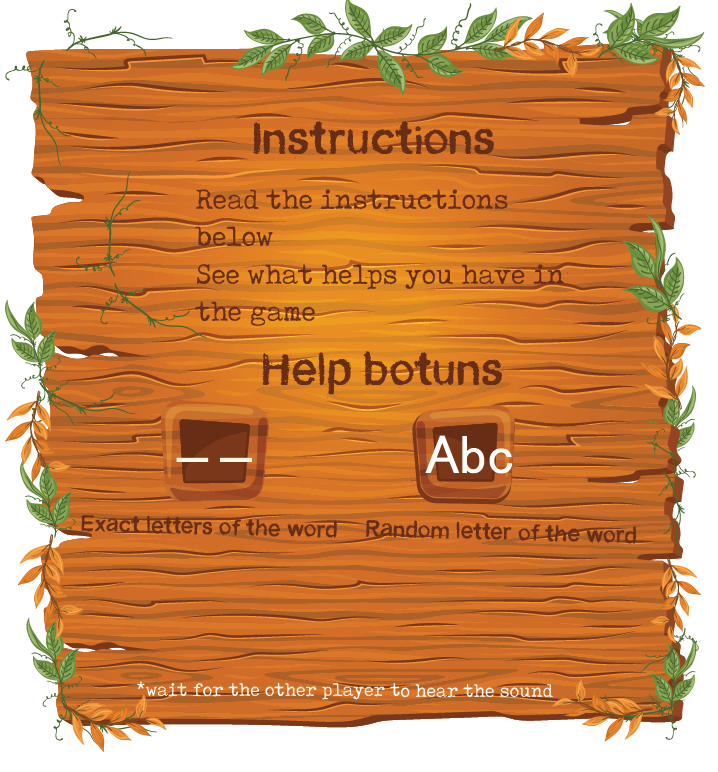 Instructions
Read the instructions
below
See what helps you have in
the game
Help botuns
_ _
Abc
Exact letters of the word
Random letter of the word
*wait for the other player to hear the sound